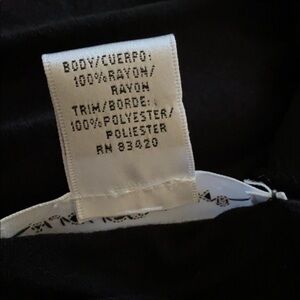 BODY/CUERPO:
100%RAYON/
RAYON
TRIM/BORDE:
100%POLYESTER/
POLIESTER
RN 83420